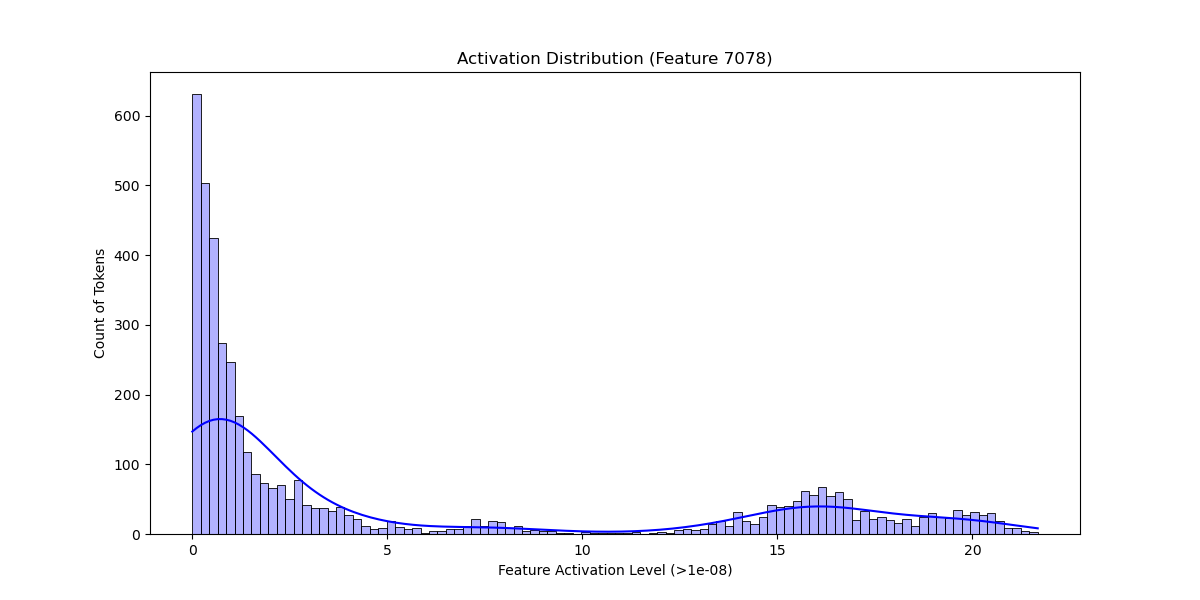 Activation Distribution (Feature 7078)
Count of Tokens
600
500
400
300
200
100
0
0 5 10 15 20
Feature Activation Level (>1e-08)